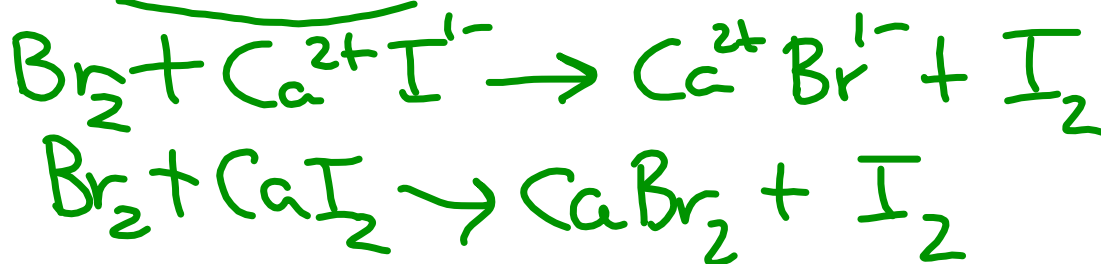 Br₂ + Ca²⁺I¹⁻ → Ca²⁺Br¹⁻ + I₂
Br₂ + CaI₂ → CaBr₂ + I₂